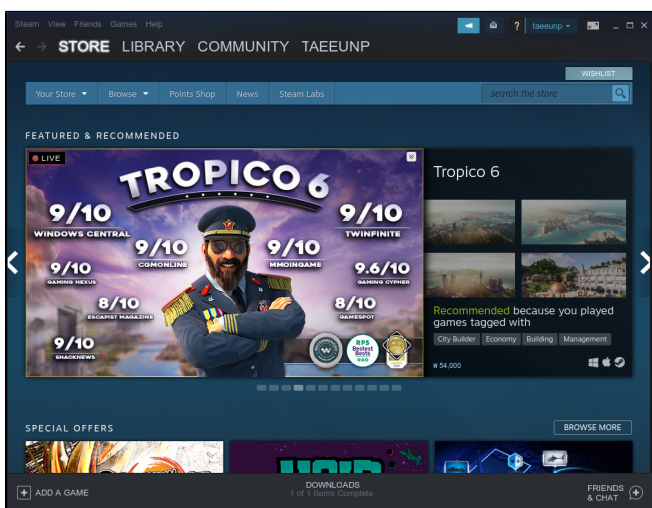 Steam View Friends Games Help
? taeeunp
STORE LIBRARY COMMUNITY TAEEUNP
WISHLIST
Your Store Browse Points Shop News Steam Labs search the store
FEATURED & RECOMMENDED
LIVE
TROPICO 6
9/10
WINDOWS CENTRAL
9/10
TWINFINITE
9/10
CGMONLINE
9/10
MMOINGAME
9/10
GAMING NEXUS
9.6/10
GAMING CYPHER
8/10
ESCAPIST MAGAZINE
8/10
GAMESPOT
9/10
SHACKNEWS
RPS
Bestest
Bests
Tropico 6
Recommended because you played
games tagged with
City Builder Economy Building Management
₩ 54,000
SPECIAL OFFERS
BROWSE MORE
ADD A GAME
DOWNLOADS
1 of 1 Items Complete
FRIENDS
& CHAT